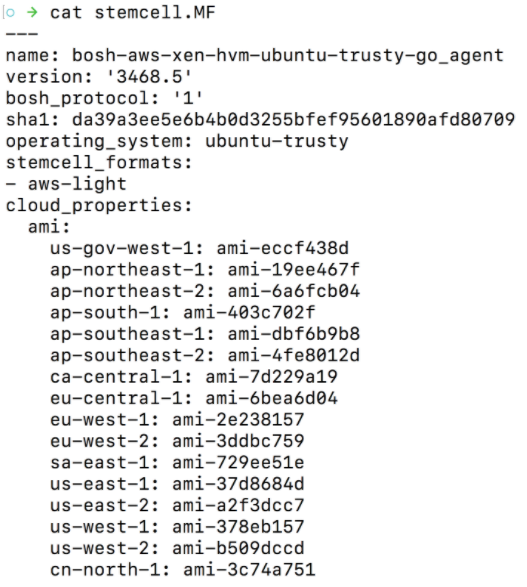 ○ → cat stemcell.MF
---
name: bosh-aws-xen-hvm-ubuntu-trusty-go_agent
version: '3468.5'
bosh_protocol: '1'
sha1: da39a3ee5e6b4b0d3255bfef95601890afd80709
operating_system: ubuntu-trusty
stemcell_formats:
- aws-light
cloud_properties:
  ami:
    us-gov-west-1: ami-eccf438d
    ap-northeast-1: ami-19ee467f
    ap-northeast-2: ami-6a6fcb04
    ap-south-1: ami-403c702f
    ap-southeast-1: ami-dbf6b9b8
    ap-southeast-2: ami-4fe8012d
    ca-central-1: ami-7d229a19
    eu-central-1: ami-6bea6d04
    eu-west-1: ami-2e238157
    eu-west-2: ami-3ddbc759
    sa-east-1: ami-729ee51e
    us-east-1: ami-37d8684d
    us-east-2: ami-a2f3dcc7
    us-west-1: ami-378eb157
    us-west-2: ami-b509dccd
    cn-north-1: ami-3c74a751